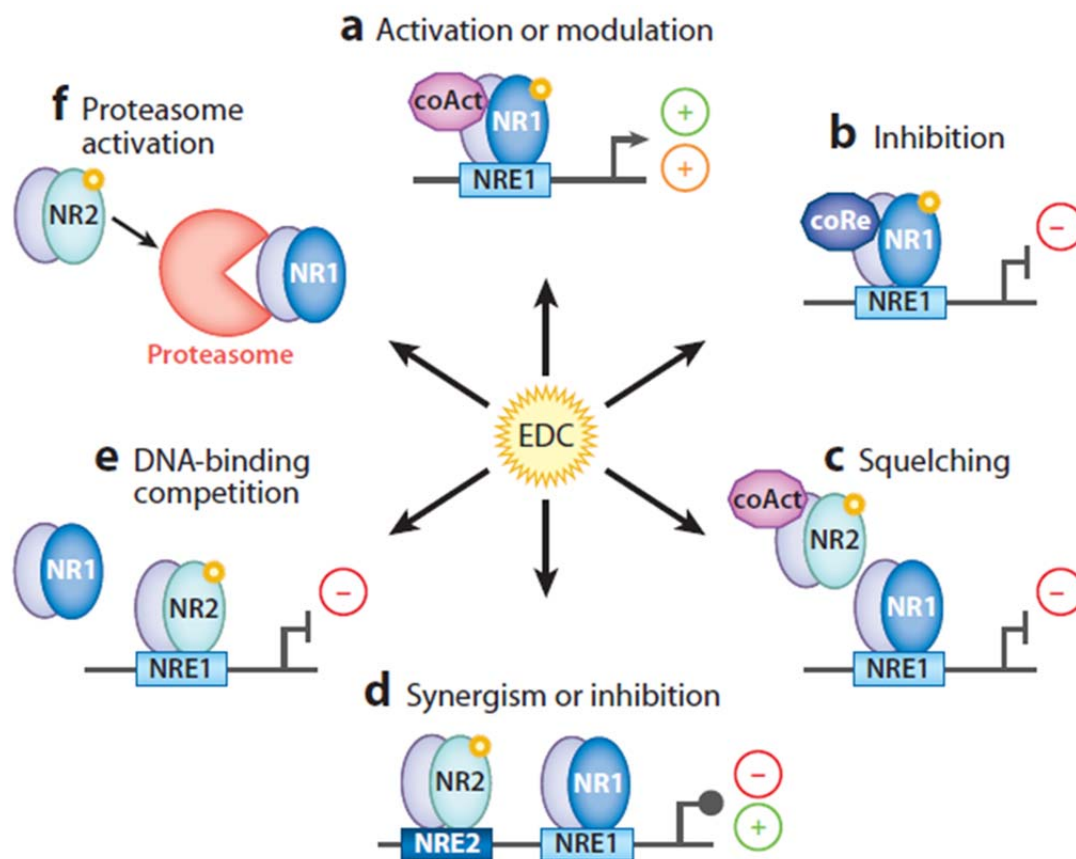 a Activation or modulation
coAct
NR1
NRE1
+
+
b Inhibition
coRe
NR1
NRE1
−
c Squelching
coAct
NR2
NR1
NRE1
−
d Synergism or inhibition
NR2
NR1
NRE2
NRE1
−
+
e DNA-binding
competition
NR1
NR2
NRE1
−
f Proteasome
activation
NR2
NR1
Proteasome
EDC